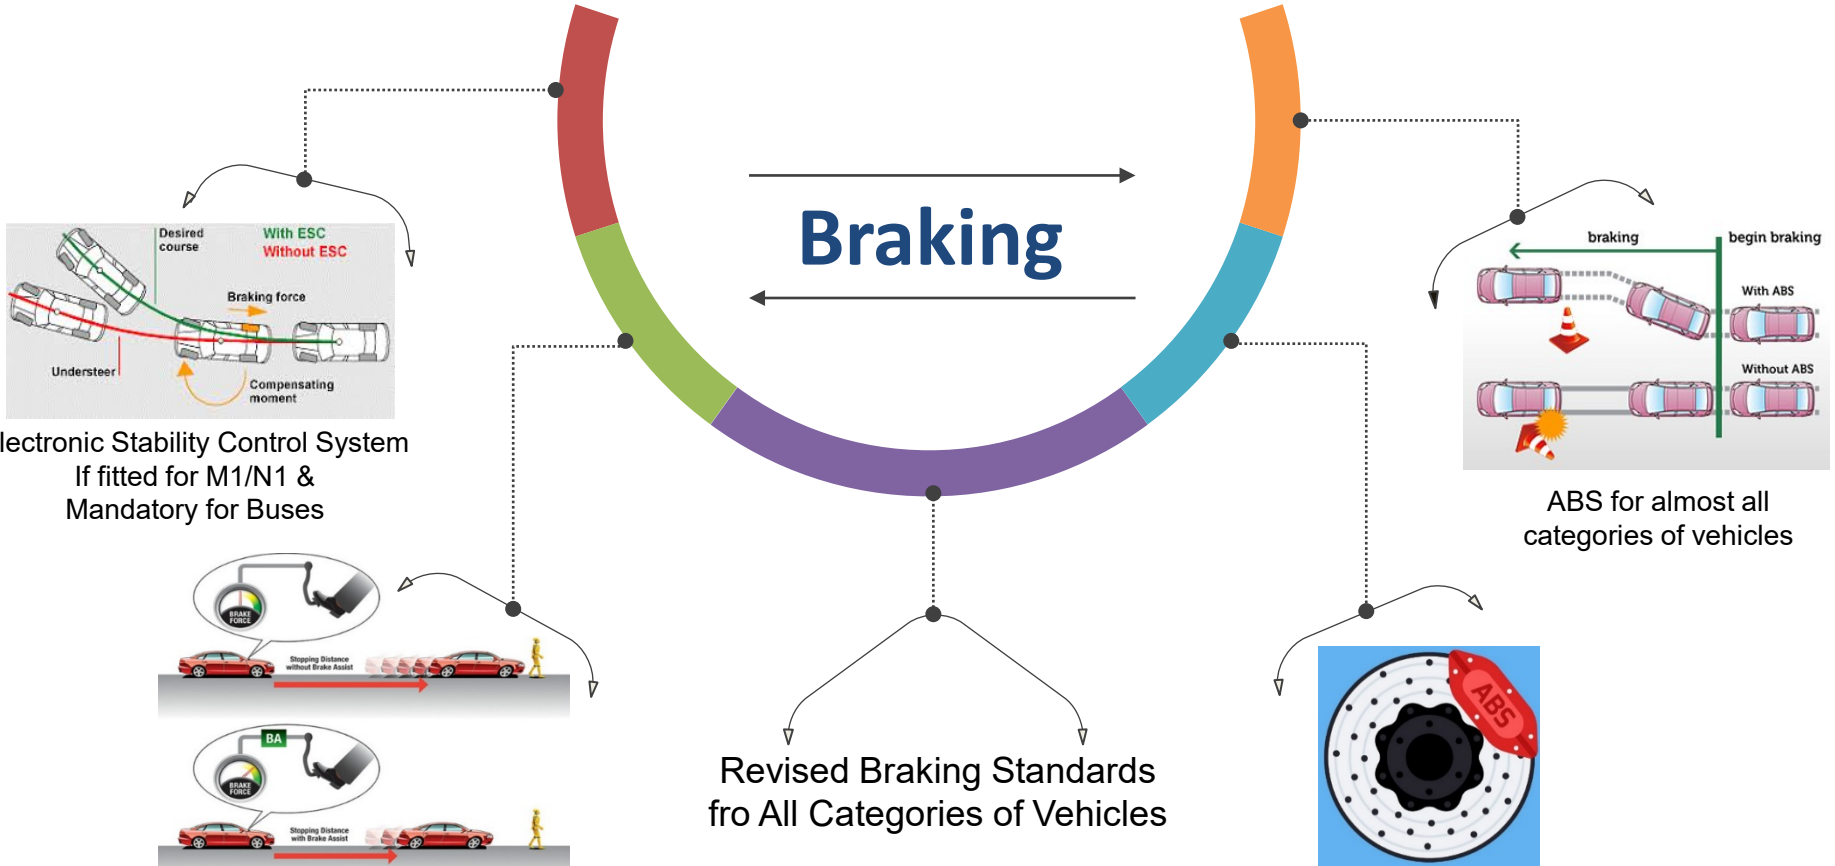 Braking
Desired
course
With ESC
Without ESC
Braking force
Understeer
Compensating
moment
lectronic Stability Control System
If fitted for M1/N1 &
Mandatory for Buses
braking
begin braking
With ABS
Without ABS
ABS for almost all
categories of vehicles
BRAKE
FORCE
Stopping Distance
without Brake Assist
BA
BRAKE
FORCE
Stopping Distance
with Brake Assist
Revised Braking Standards
fro All Categories of Vehicles
ABS